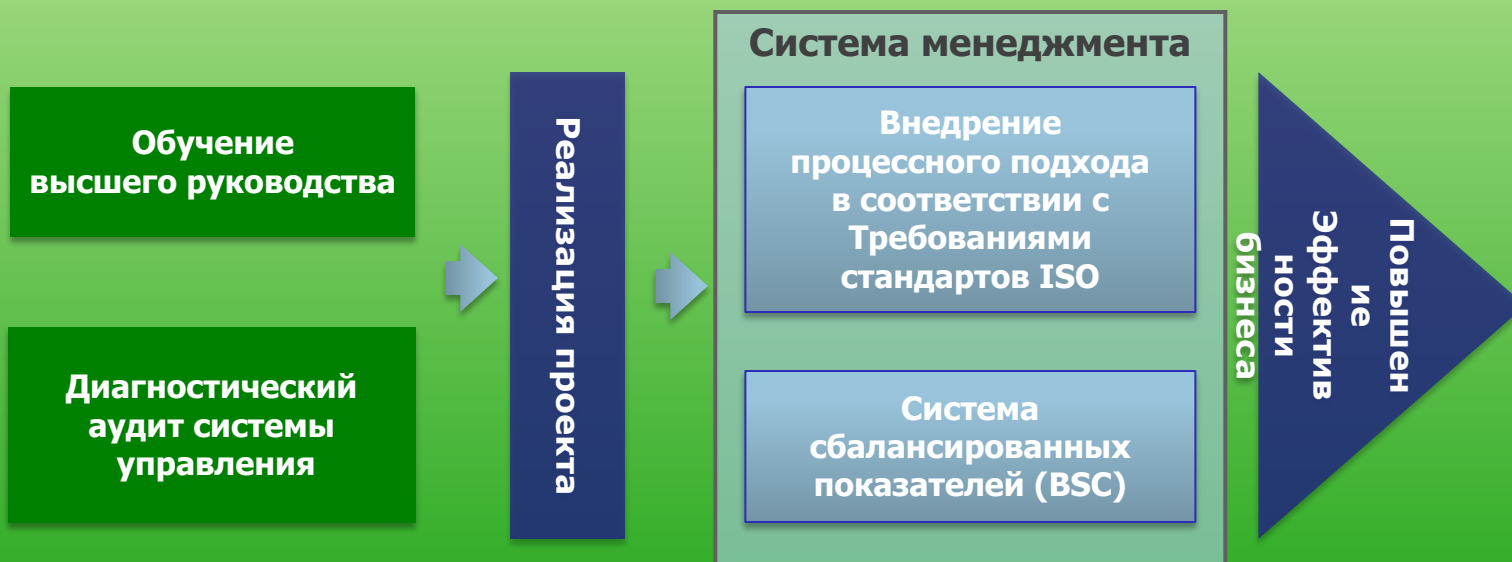 Обучение
высшего руководства
Диагностический
аудит системы
управления
Реализация проекта
Система менеджмента
Внедрение
процессного подхода
в соответствии с
Требованиями
стандартов ISO
Система
сбалансированных
показателей (BSC)
Повышен
ие
Эффектив
ности
бизнеса